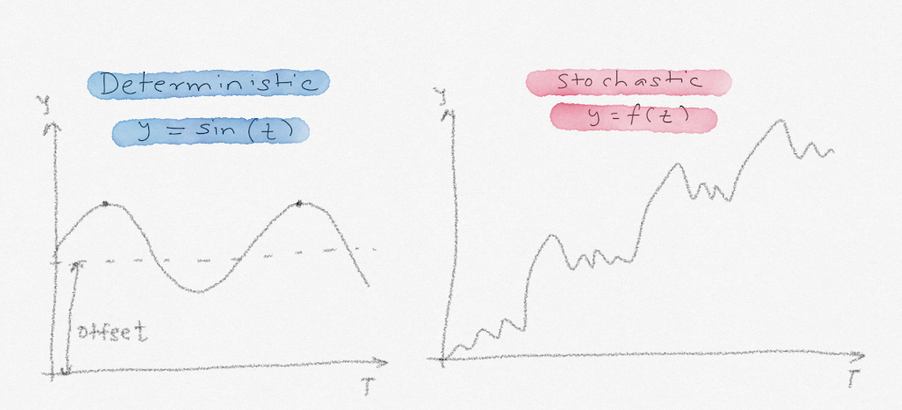 Deterministic
y = sin (t)
y
offset
T
Stochastic
y = f(t)
y
T